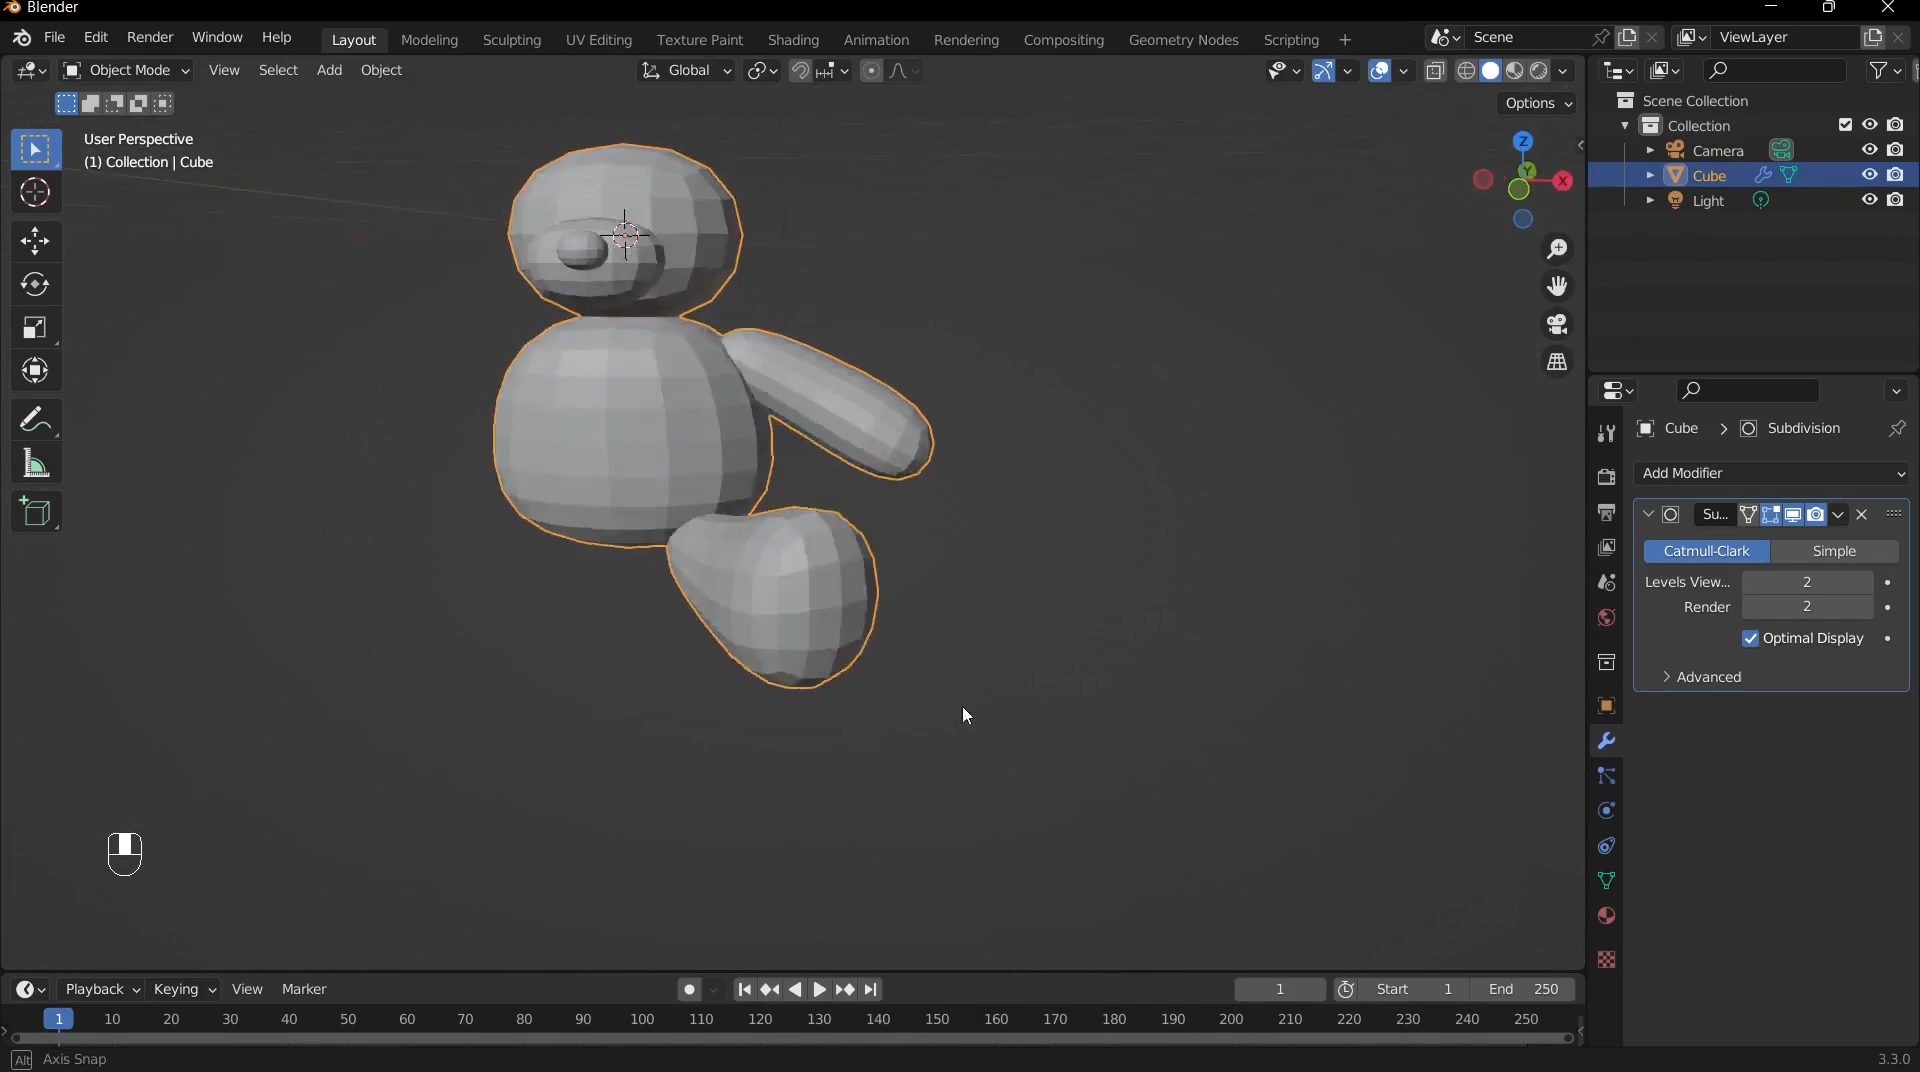 Blender
File Edit Render Window Help Layout Modeling Sculpting UV Editing Texture Paint Shading Animation Rendering Compositing Geometry Nodes Scripting + Scene ViewLayer
Object Mode View Select Add Object Global
Options
User Perspective
(1) Collection | Cube
Z
Y
X
Scene Collection
Collection
Camera
Cube
Light
Cube > Subdivision
Add Modifier
Su...
Catmull-Clark Simple
Levels View... 2
Render 2
Optimal Display
Advanced
Playback Keying View Marker 1 Start 1 End 250
1 10 20 30 40 50 60 70 80 90 100 110 120 130 140 150 160 170 180 190 200 210 220 230 240 250
Alt Axis Snap 3.3.0